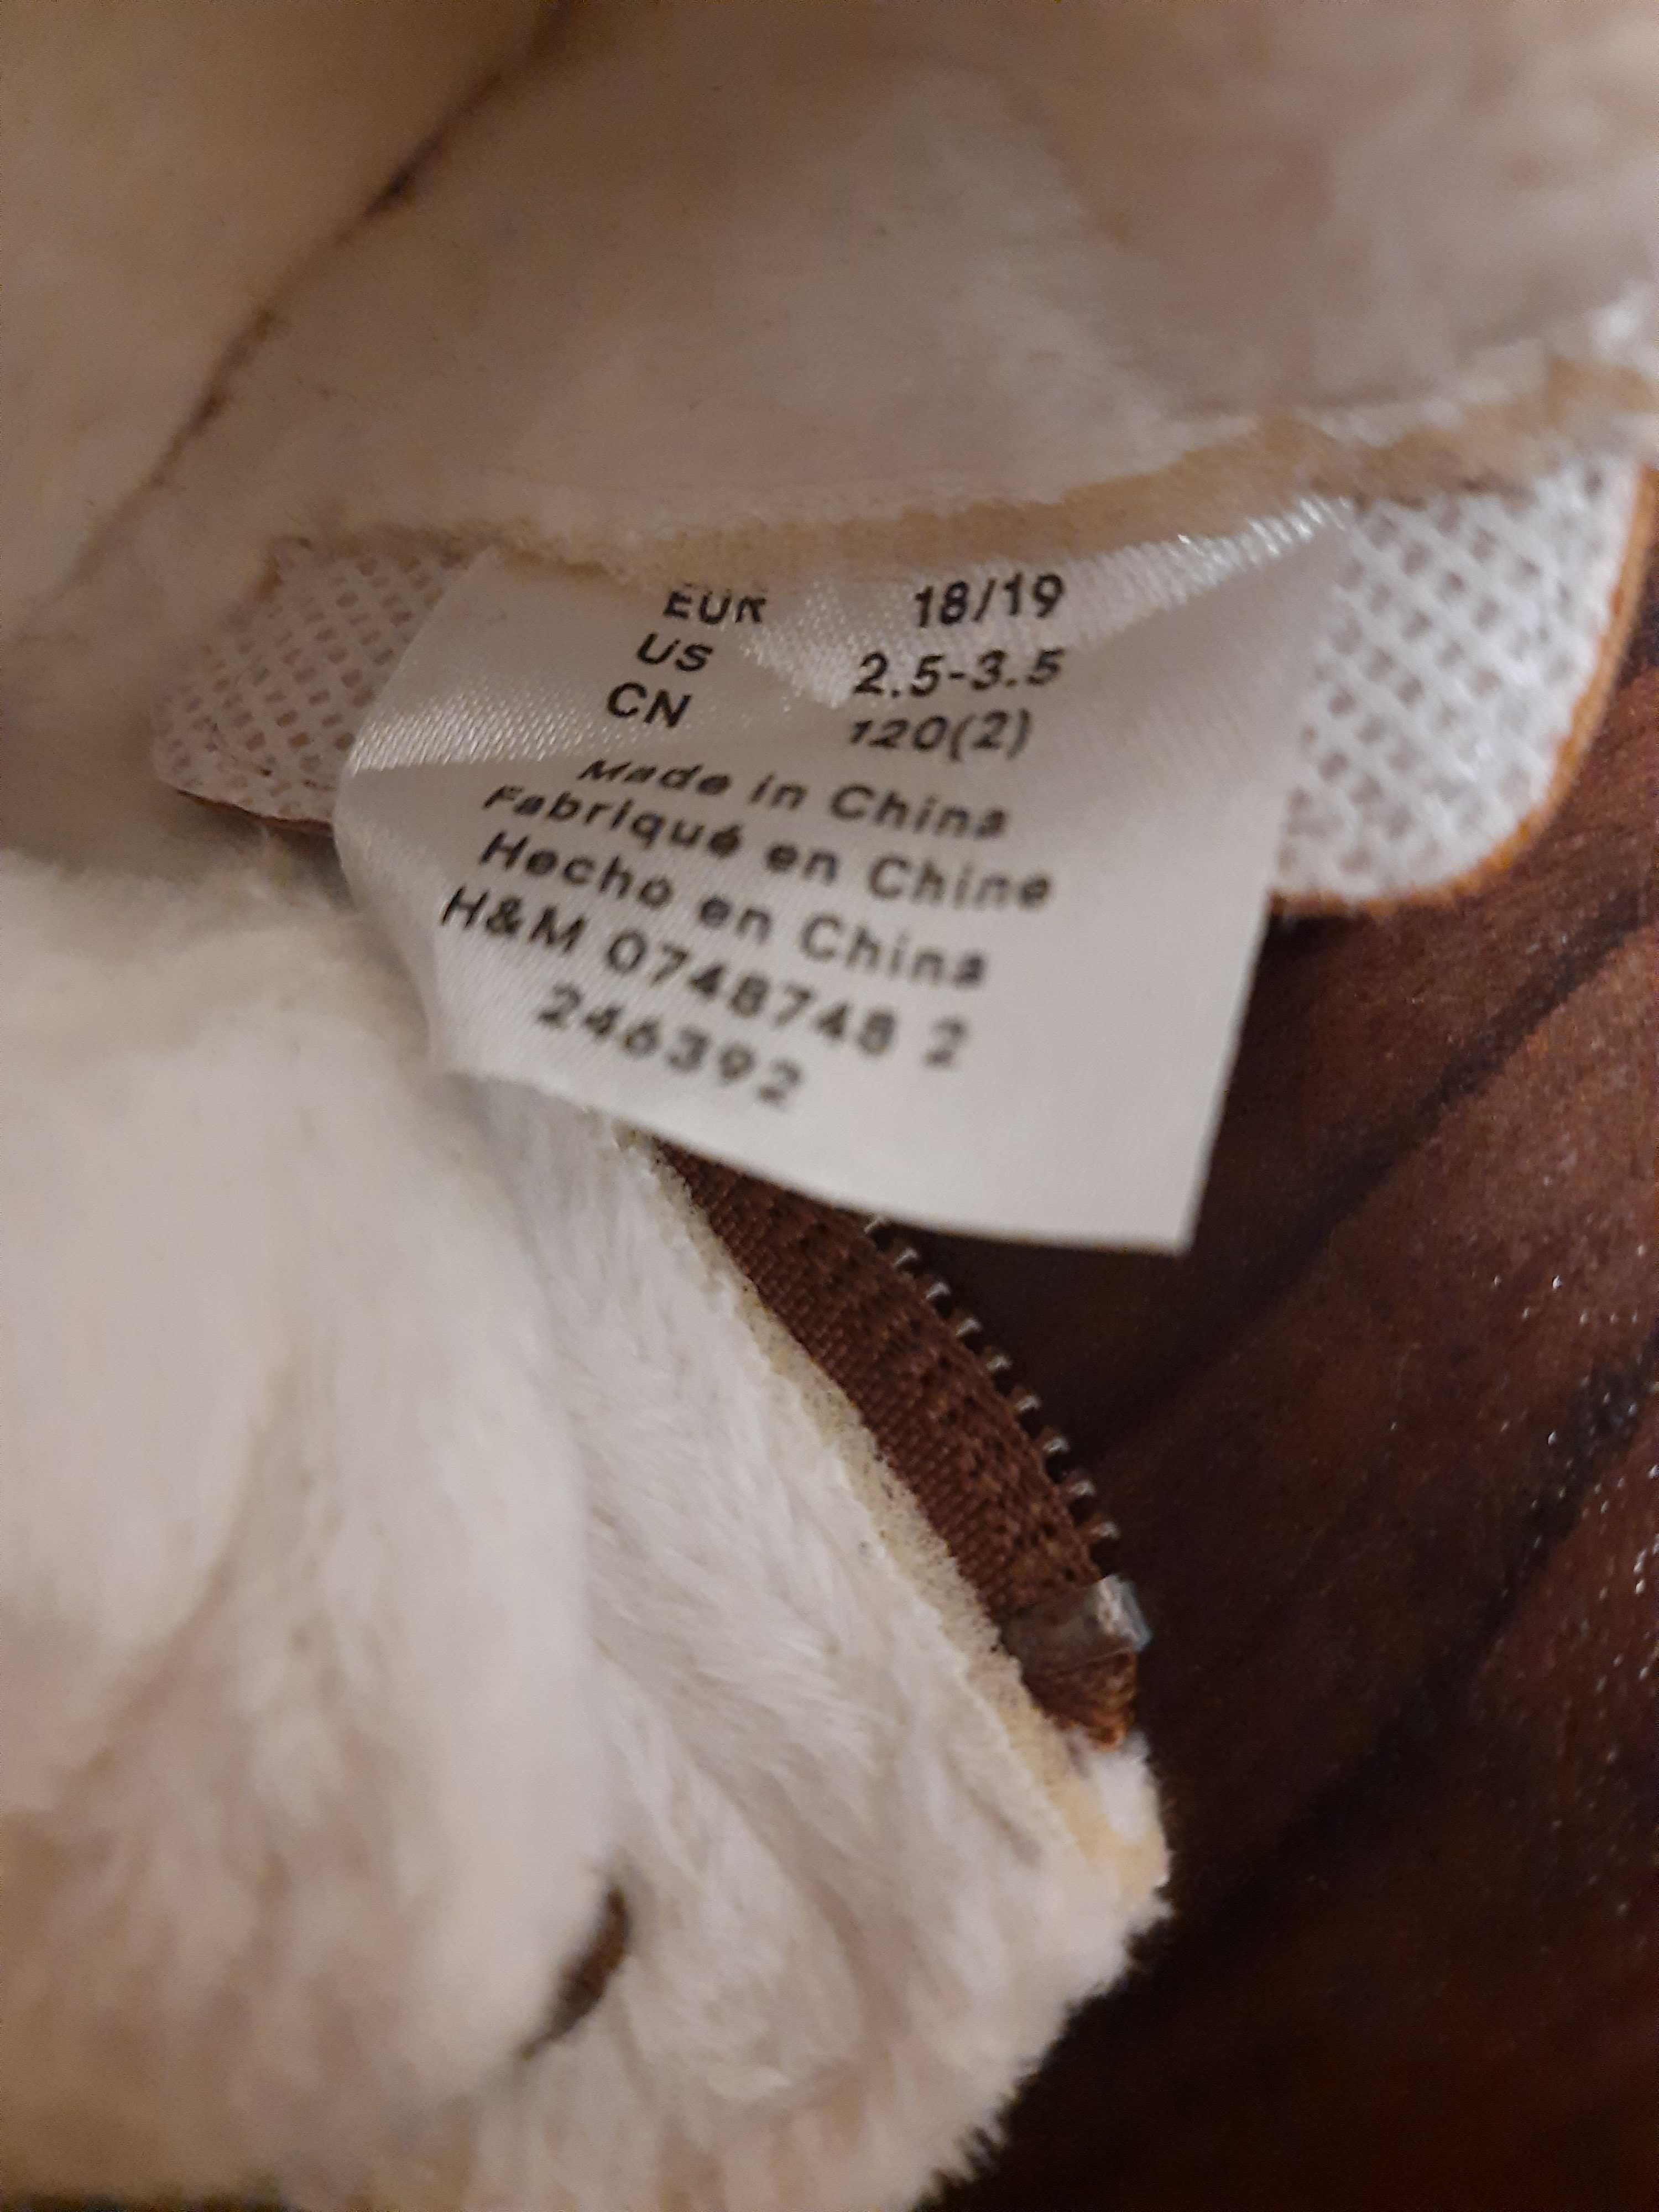 EUR 18/19
US 2.5-3.5
CN 120(2)
Made in China
Fabriqué en Chine
Hecho en China
H&M 0748748 2
246392